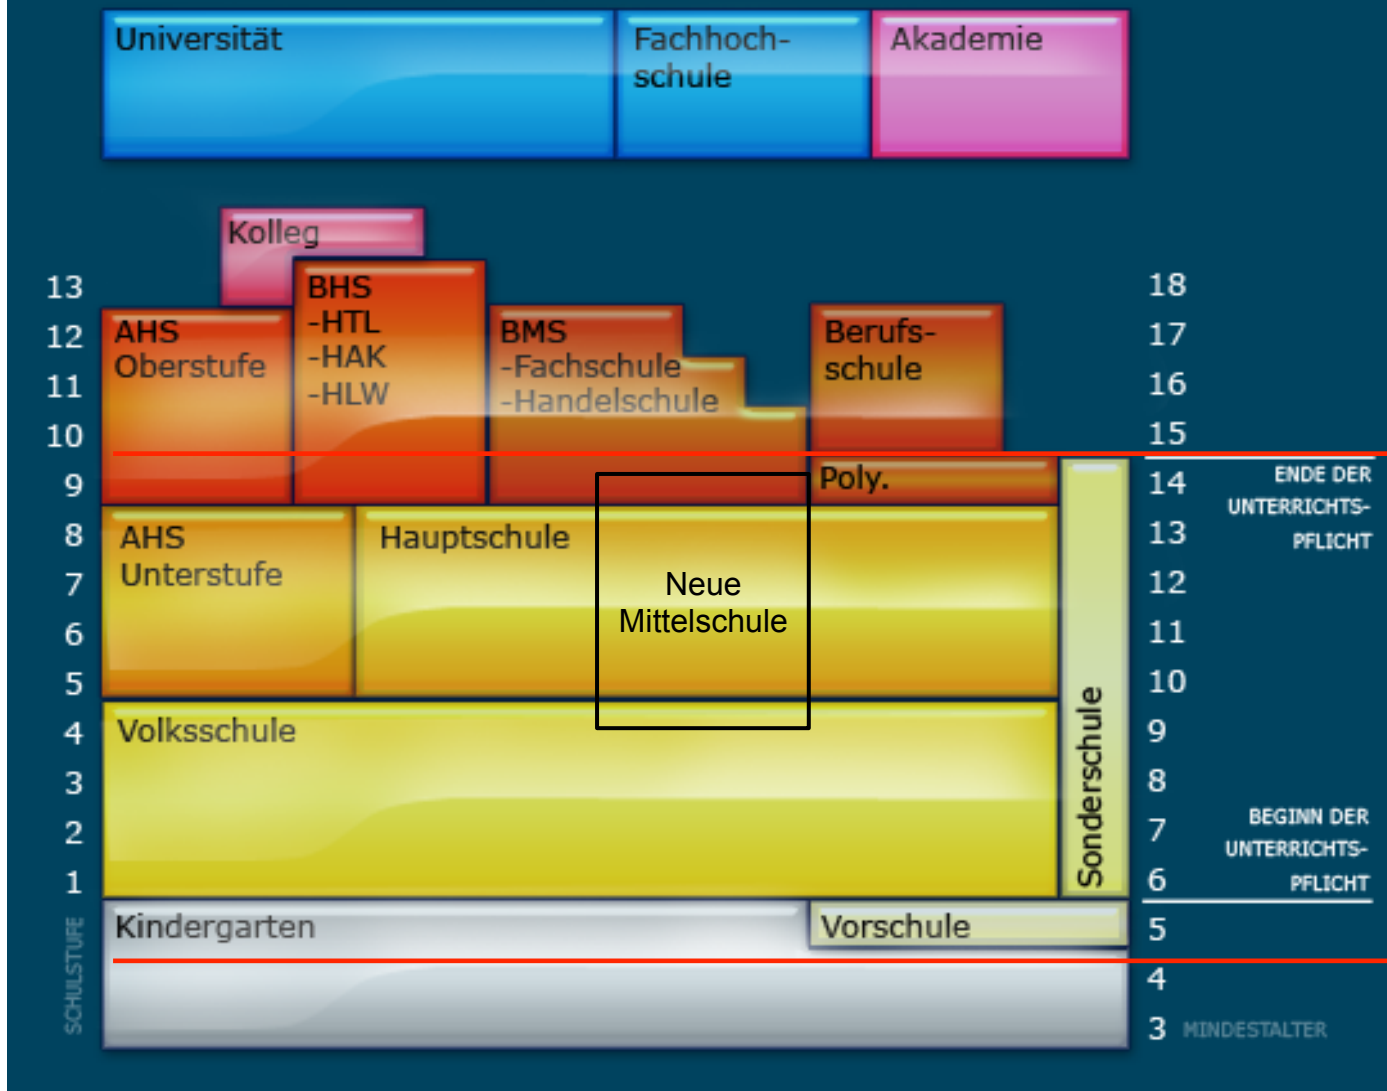 Universität
Fachhoch-
schule
Akademie
Kolleg
13
12
11
10
9
8
7
6
5
4
3
2
1
SCHULSTUFE
AHS
Oberstufe
BHS
-HTL
-HAK
-HLW
BMS
-Fachschule
-Handelschule
Berufs-
schule
Poly.
AHS
Unterstufe
Hauptschule
Neue
Mittelschule
Volksschule
Sonderschule
Kindergarten
Vorschule
18
17
16
15
14
13
12
11
10
9
8
7
6
5
4
3 MINDESTALTER
ENDE DER
UNTERRICHTS-
PFLICHT
BEGINN DER
UNTERRICHTS-
PFLICHT